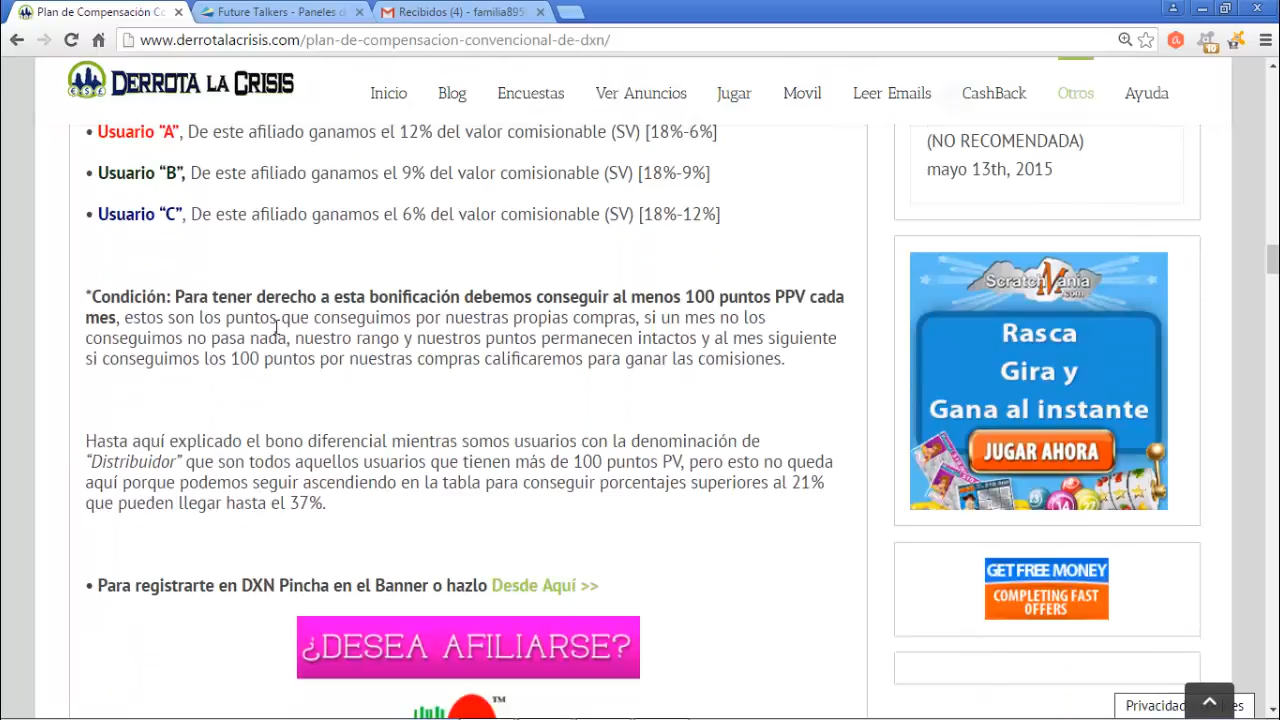 Plan de Compensación Co
Future Talkers - Paneles d
Recibidos (4) - familia895
www.derrotalacrisis.com/plan-de-compensacion-convencional-de-dxn/
10
DERROTA LA CRISIS
Inicio
Blog
Encuestas
Ver Anuncios
Jugar
Movil
Leer Emails
CashBack
Otros
Ayuda
• Usuario “A”, De este afiliado ganamos el 12% del valor comisionable (SV) [18%-6%]
• Usuario “B”, De este afiliado ganamos el 9% del valor comisionable (SV) [18%-9%]
• Usuario “C”, De este afiliado ganamos el 6% del valor comisionable (SV) [18%-12%]
*Condición: Para tener derecho a esta bonificación debemos conseguir al menos 100 puntos PPV cada
mes, estos son los puntos que conseguimos por nuestras propias compras, si un mes no los
conseguimos no pasa nada, nuestro rango y nuestros puntos permanecen intactos y al mes siguiente
si conseguimos los 100 puntos por nuestras compras calificaremos para ganar las comisiones.
Hasta aquí explicado el bono diferencial mientras somos usuarios con la denominación de
“Distribuidor” que son todos aquellos usuarios que tienen más de 100 puntos PV, pero esto no queda
aquí porque podemos seguir ascendiendo en la tabla para conseguir porcentajes superiores al 21%
que pueden llegar hasta el 37%.
• Para registrarte en DXN Pincha en el Banner o hazlo Desde Aquí >>
¿DESEA AFILIARSE?
TM
(NO RECOMENDADA)
mayo 13th, 2015
ScratchMania
.com
Rasca
Gira y
Gana al instante
JUGAR AHORA
GET FREE MONEY
COMPLETING FAST
OFFERS